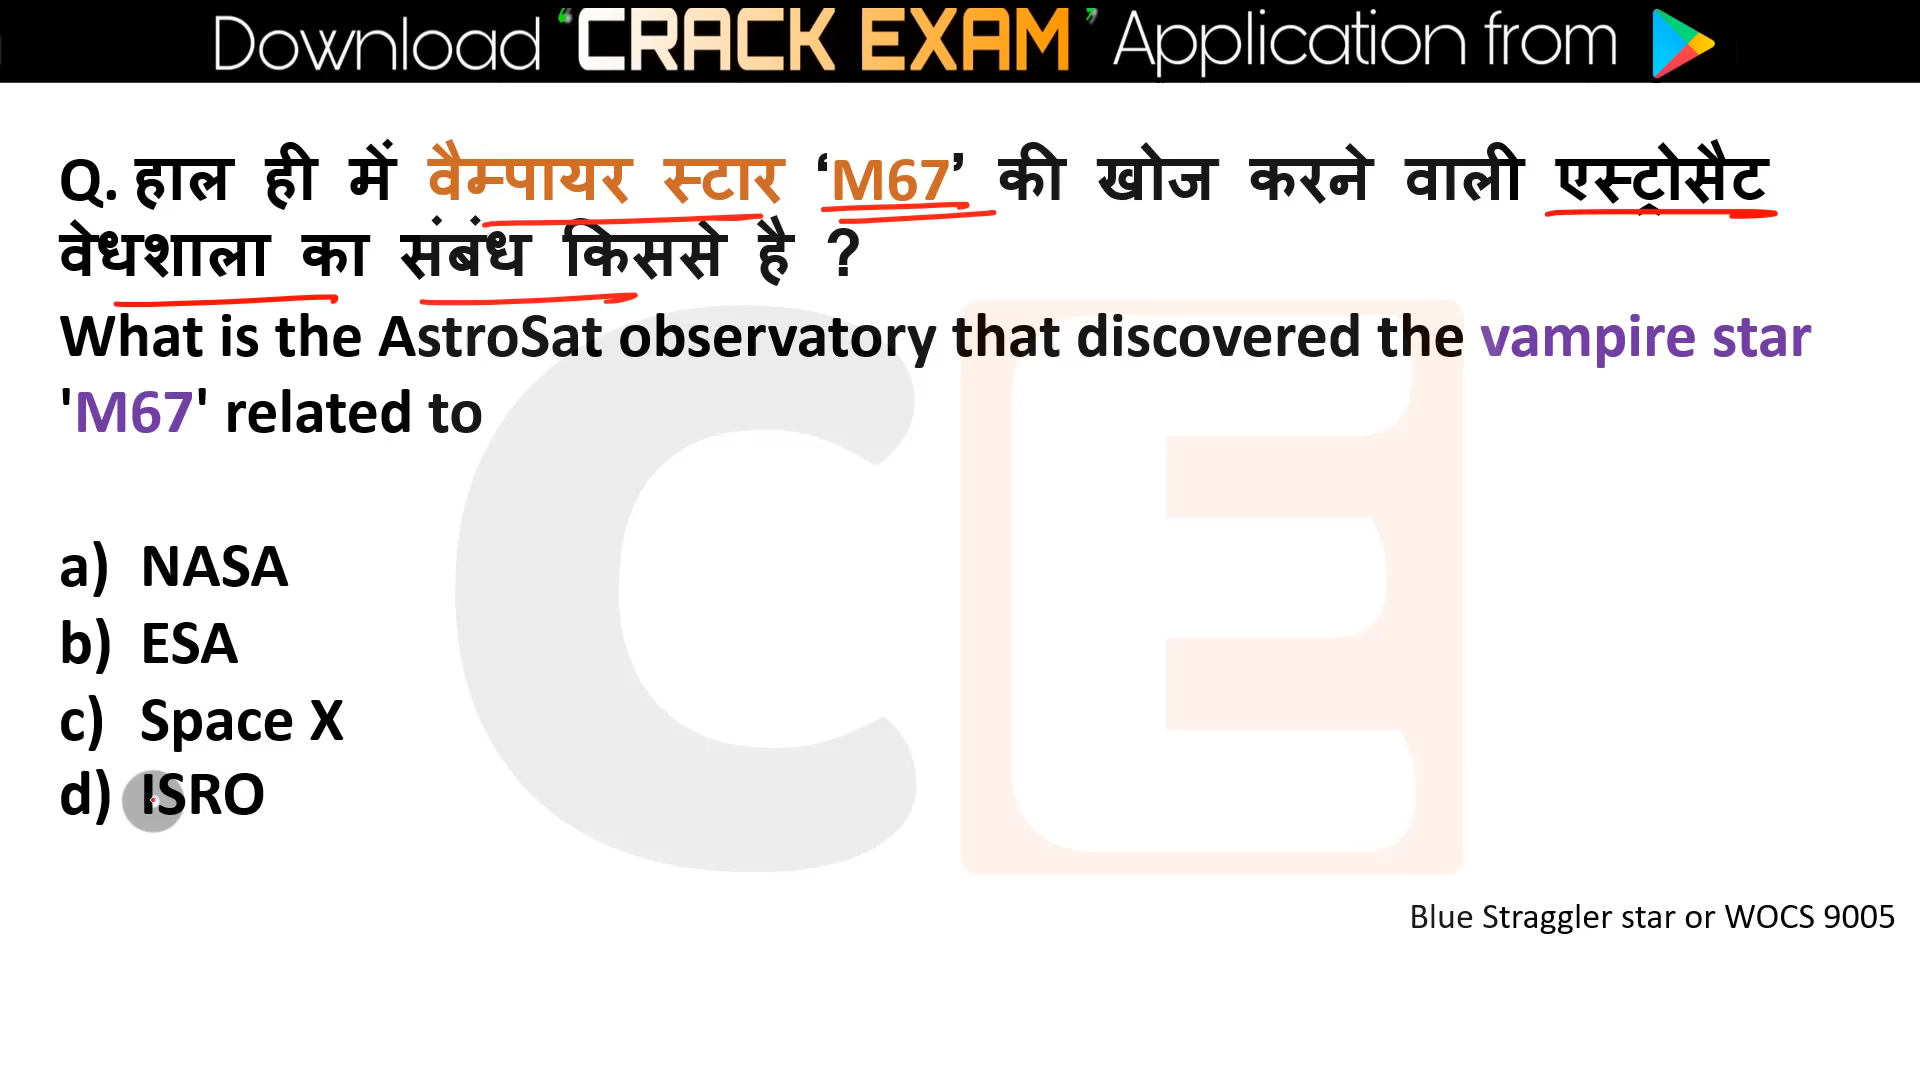 Download ‘CRACK EXAM’ Application from
Q. हाल ही में वैम्पायर स्टार ‘M67’ की खोज करने वाली एस्ट्रोसैट
वेधशाला का संबंध किससे है ?
What is the AstroSat observatory that discovered the vampire star
'M67' related to
a) NASA
b) ESA
c) Space X
d) ISRO
CE
Blue Straggler star or WOCS 9005